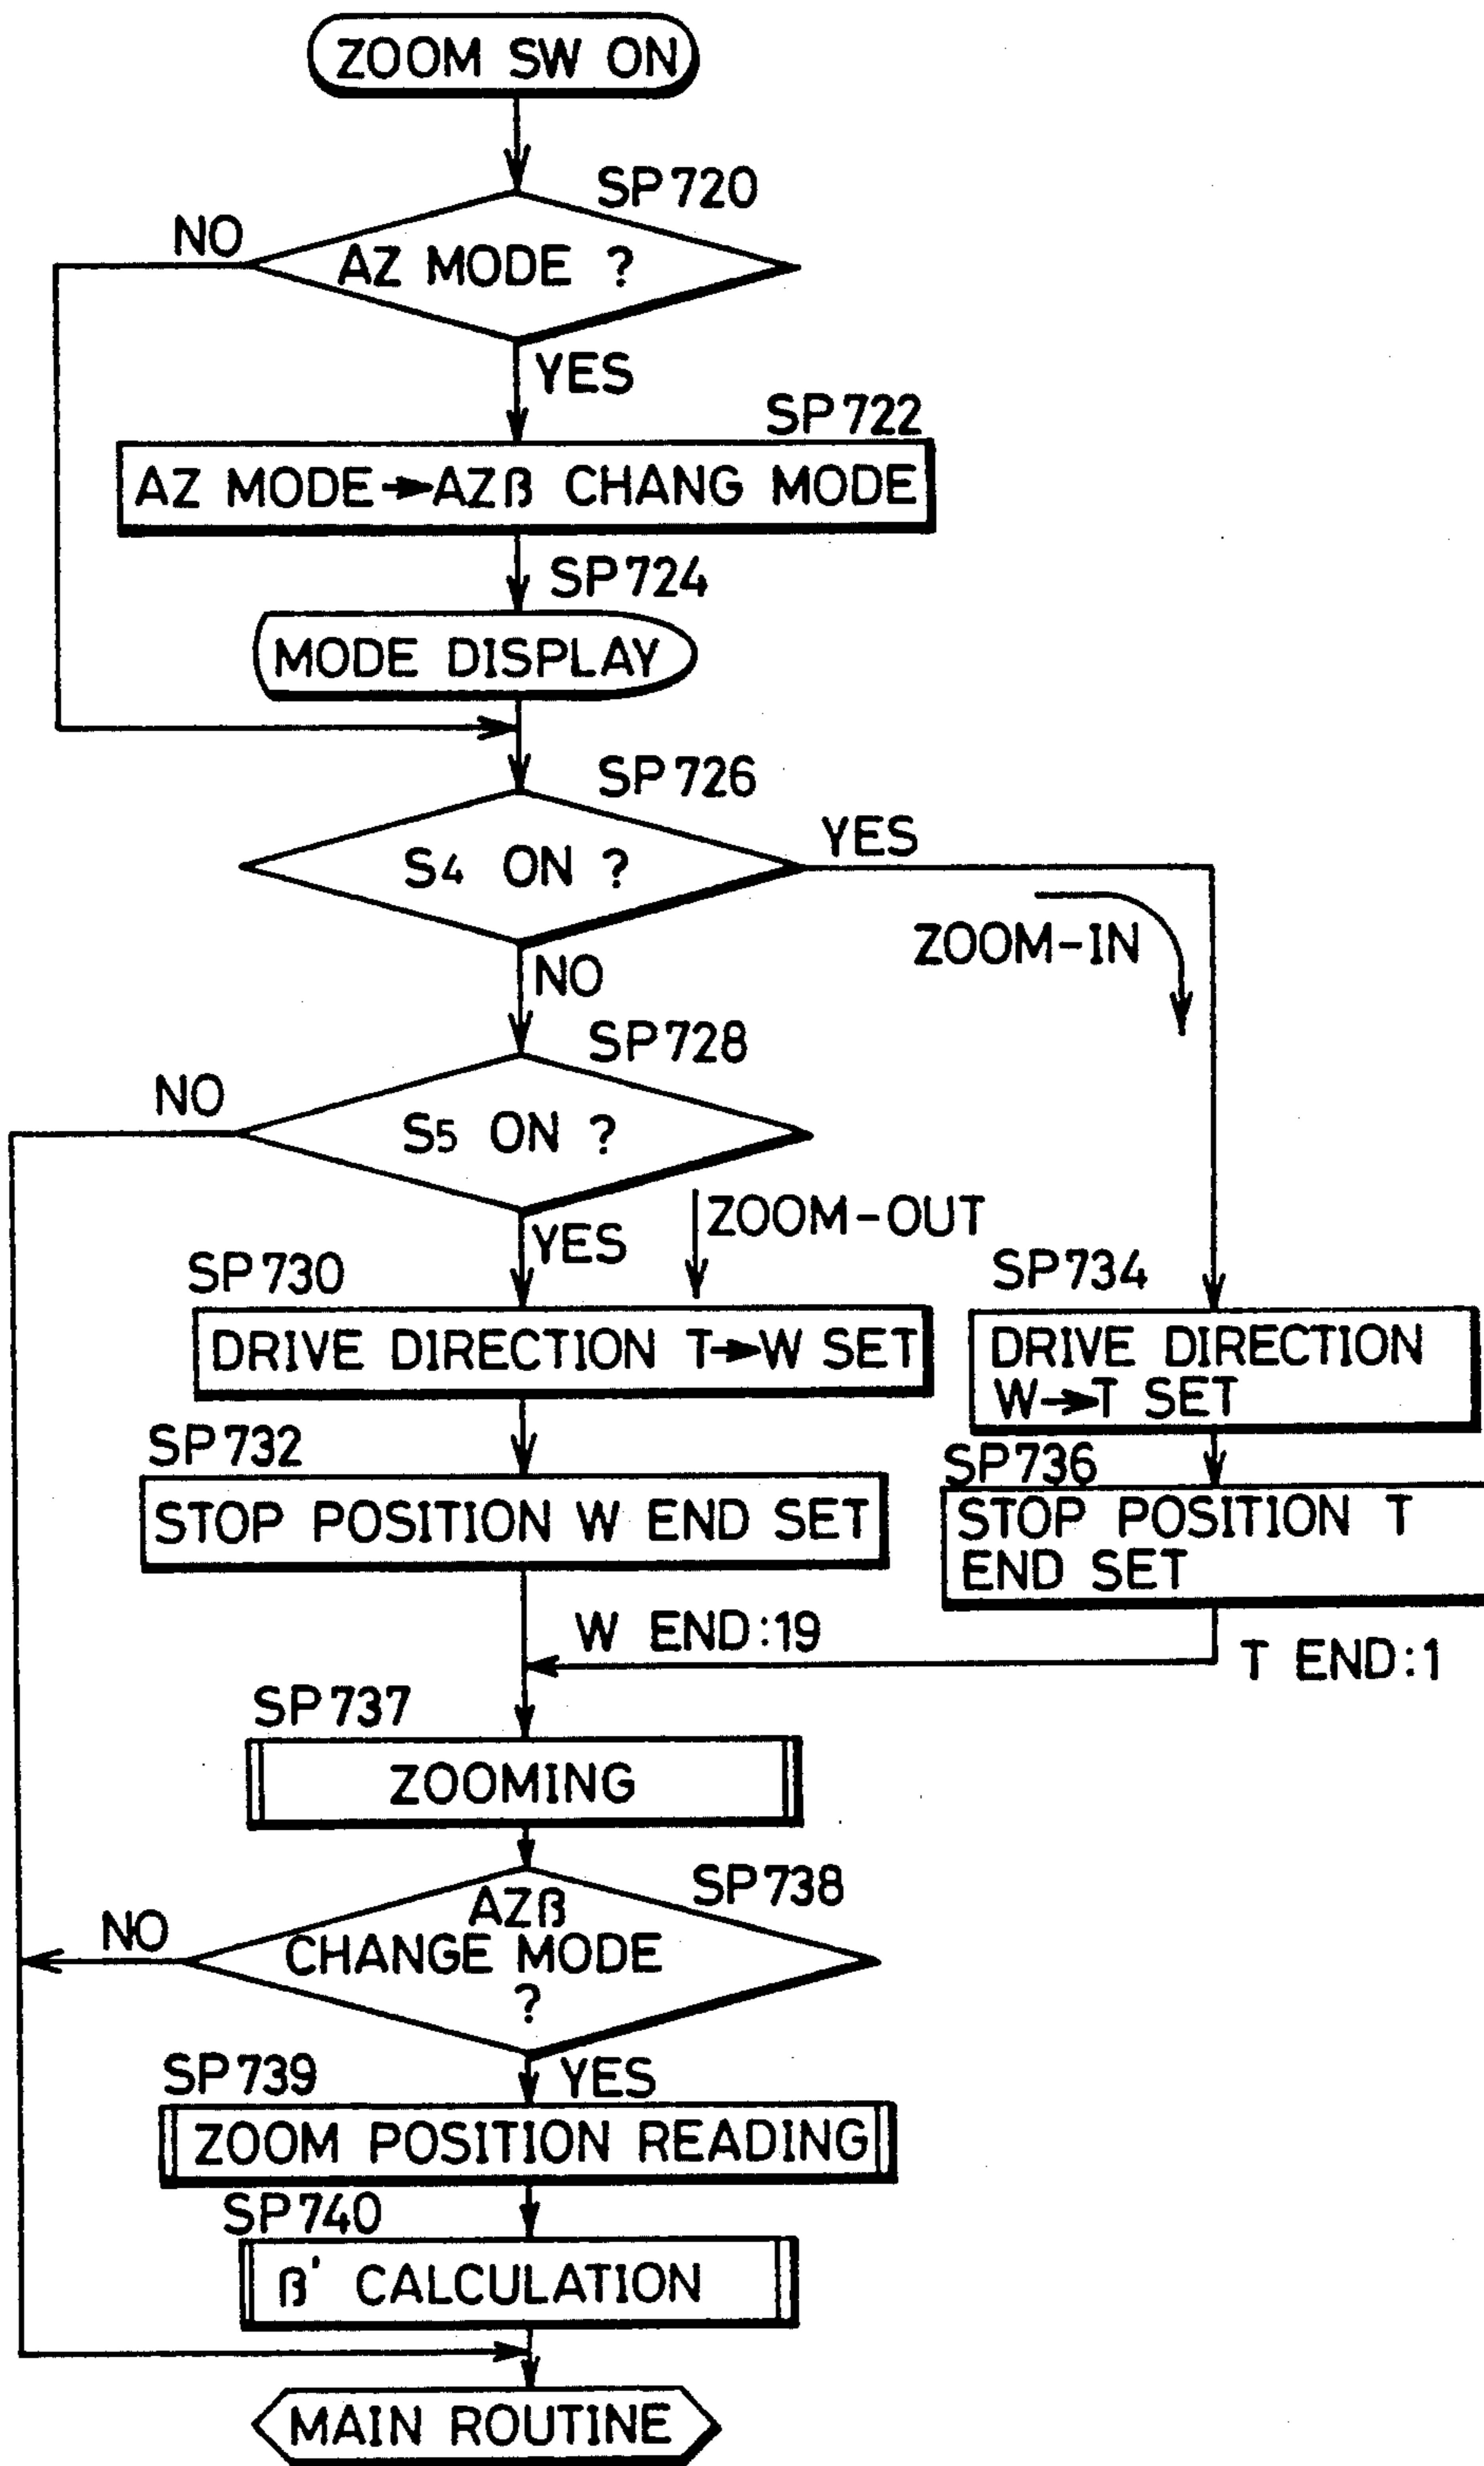 ZOOM SW ON
SP720
NO
AZ MODE ?
YES
SP722
AZ MODE→AZβ CHANG MODE
SP724
MODE DISPLAY
SP726
YES
S4 ON ?
ZOOM-IN
NO
SP728
NO
S5 ON ?
ZOOM-OUT
YES
SP730
SP734
DRIVE DIRECTION T→W SET
DRIVE DIRECTION
W→T SET
SP732
SP736
STOP POSITION W END SET
STOP POSITION T
END SET
W END:19
T END:1
SP737
ZOOMING
SP738
AZβ
NO
CHANGE MODE
?
SP739
YES
ZOOM POSITION READING
SP740
β' CALCULATION
MAIN ROUTINE